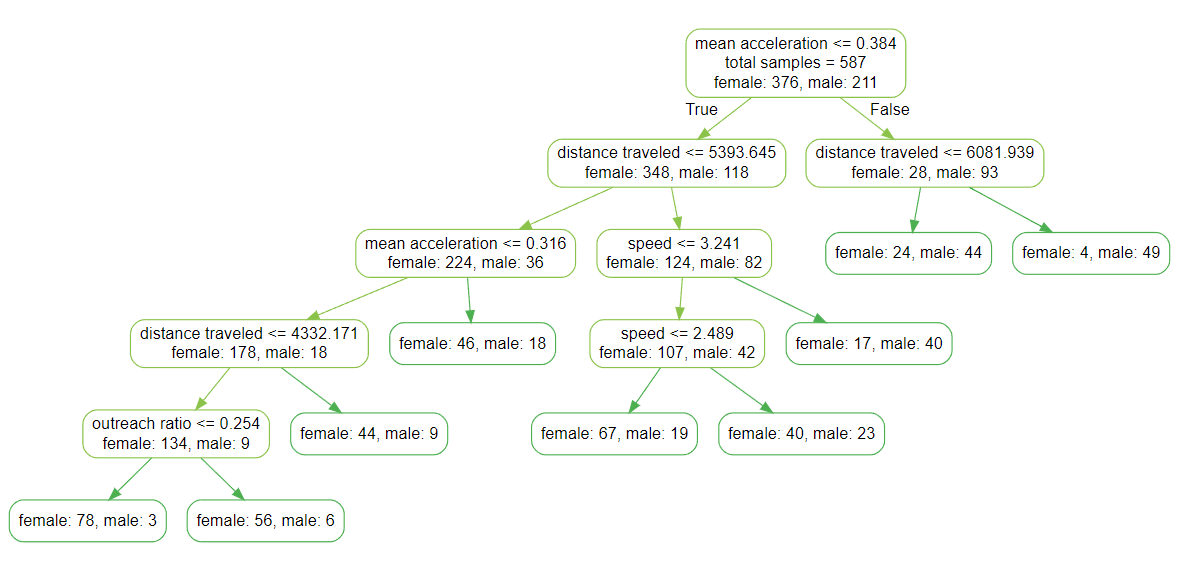 mean acceleration <= 0.384
total samples = 587
female: 376, male: 211
True
False
distance traveled <= 5393.645
female: 348, male: 118
distance traveled <= 6081.939
female: 28, male: 93
mean acceleration <= 0.316
female: 224, male: 36
speed <= 3.241
female: 124, male: 82
female: 24, male: 44
female: 4, male: 49
distance traveled <= 4332.171
female: 178, male: 18
female: 46, male: 18
speed <= 2.489
female: 107, male: 42
female: 17, male: 40
outreach ratio <= 0.254
female: 134, male: 9
female: 44, male: 9
female: 67, male: 19
female: 40, male: 23
female: 78, male: 3
female: 56, male: 6